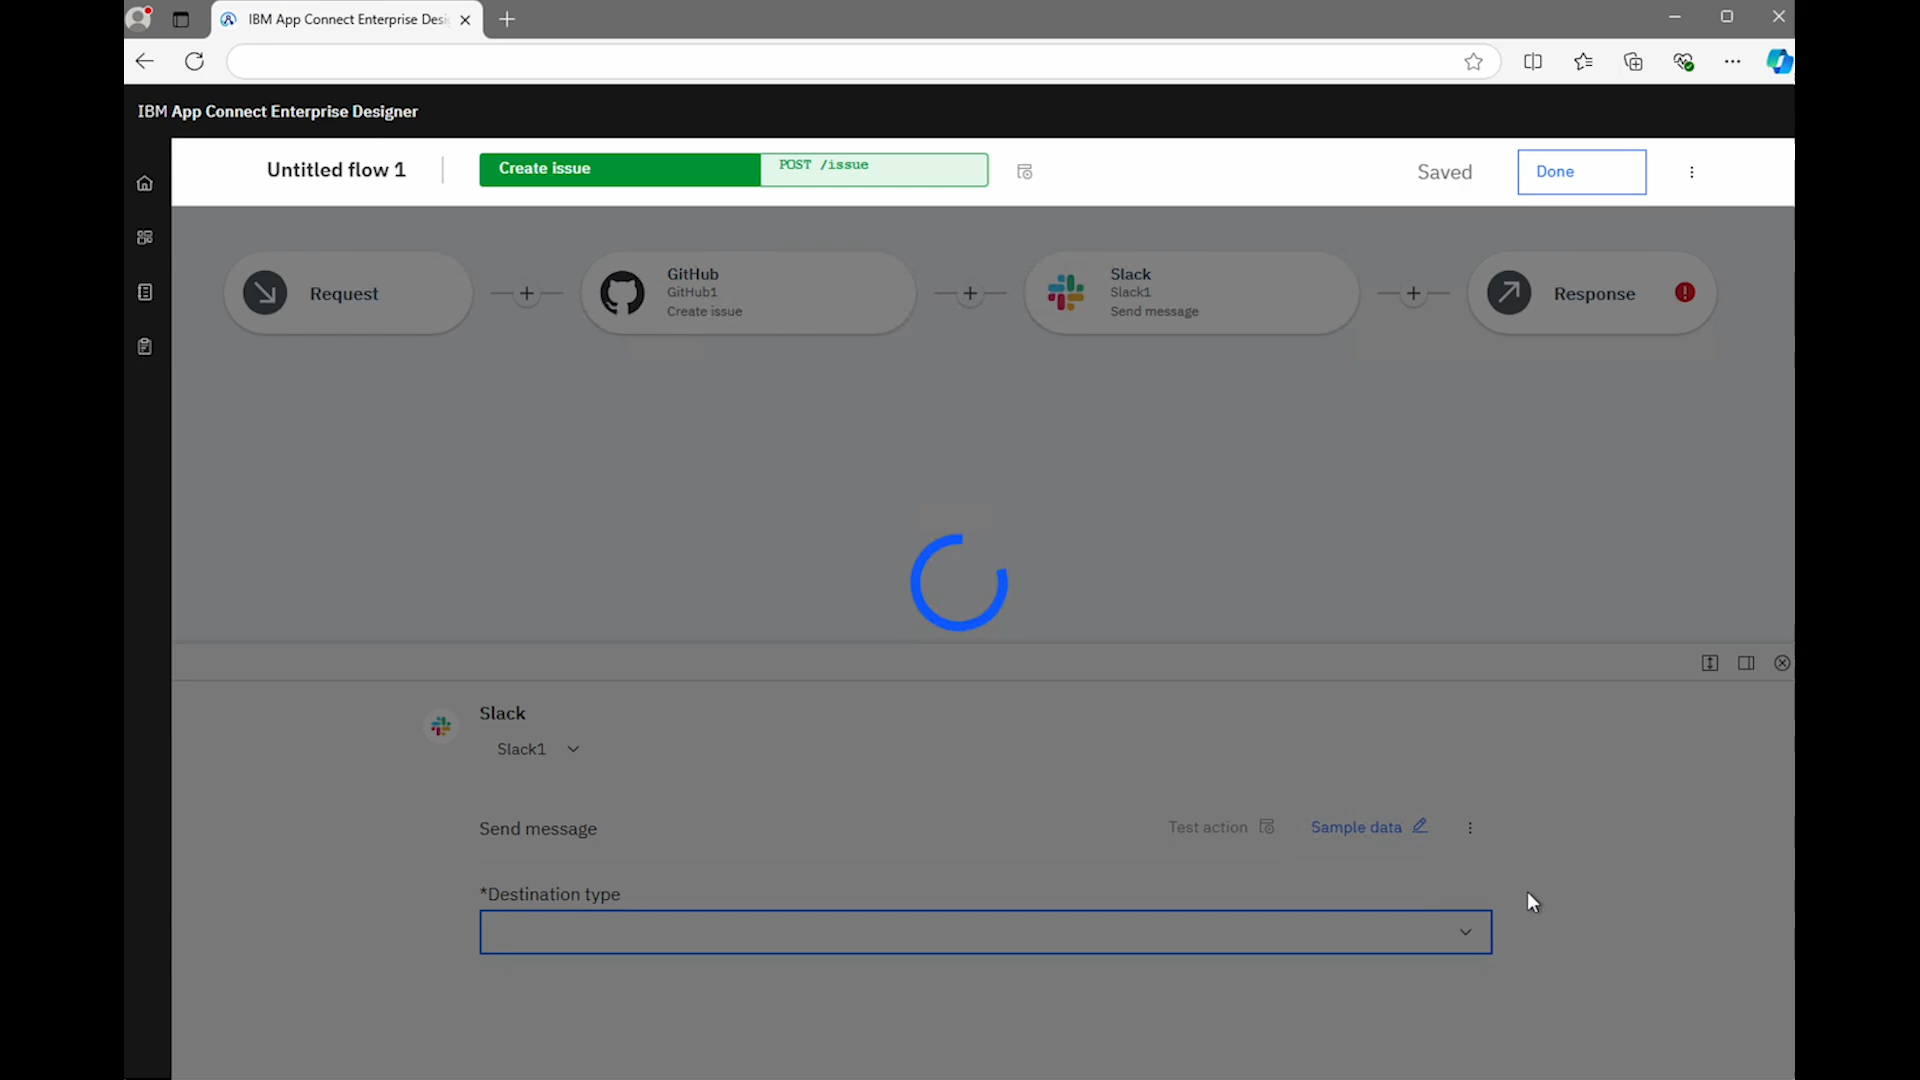 IBM App Connect Enterprise Desi
IBM App Connect Enterprise Designer
Untitled flow 1
Create issue
POST /issue
Saved
Done
Request
GitHub
GitHub1
Create issue
Slack
Slack1
Send message
Response
Slack
Slack1
Send message
Test action
Sample data
*Destination type